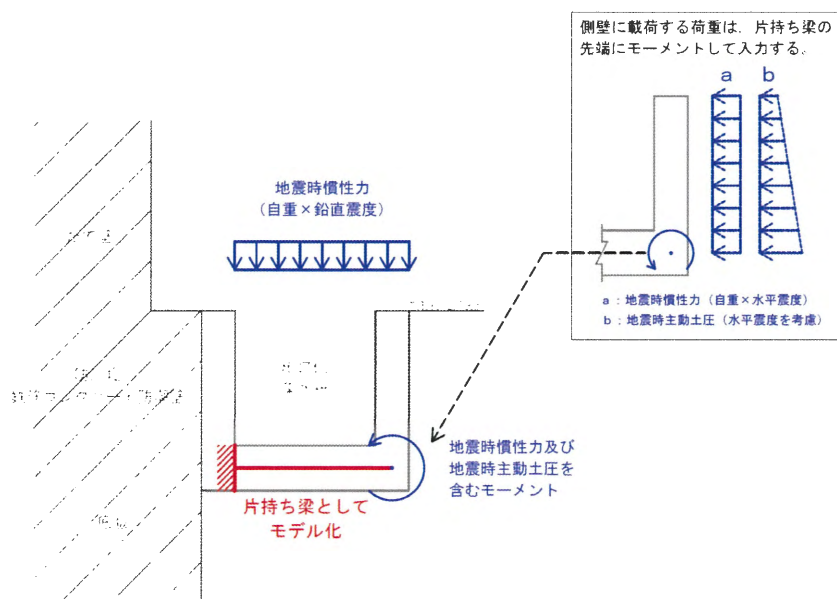 側壁に載荷する荷重は，片持ち梁の
先端にモーメントして入力する。
a
b
a：地震時慣性力（自重×水平震度）
b：地震時主動土圧（水平震度を考慮）
地震時慣性力
（自重×鉛直震度）
地震時慣性力及び
地震時主動土圧を
含むモーメント
片持ち梁として
モデル化